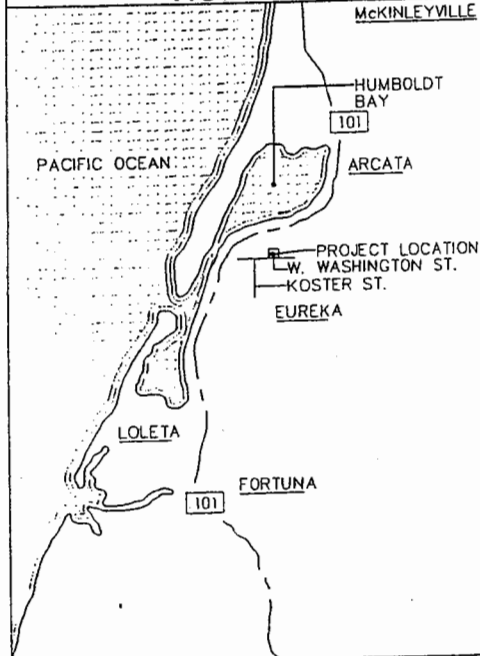 McKINLEYVILLE
HUMBOLDT
BAY
101
PACIFIC OCEAN
ARCATA
PROJECT LOCATION
W. WASHINGTON ST.
KOSTER ST.
EUREKA
LOLETA
FORTUNA
101